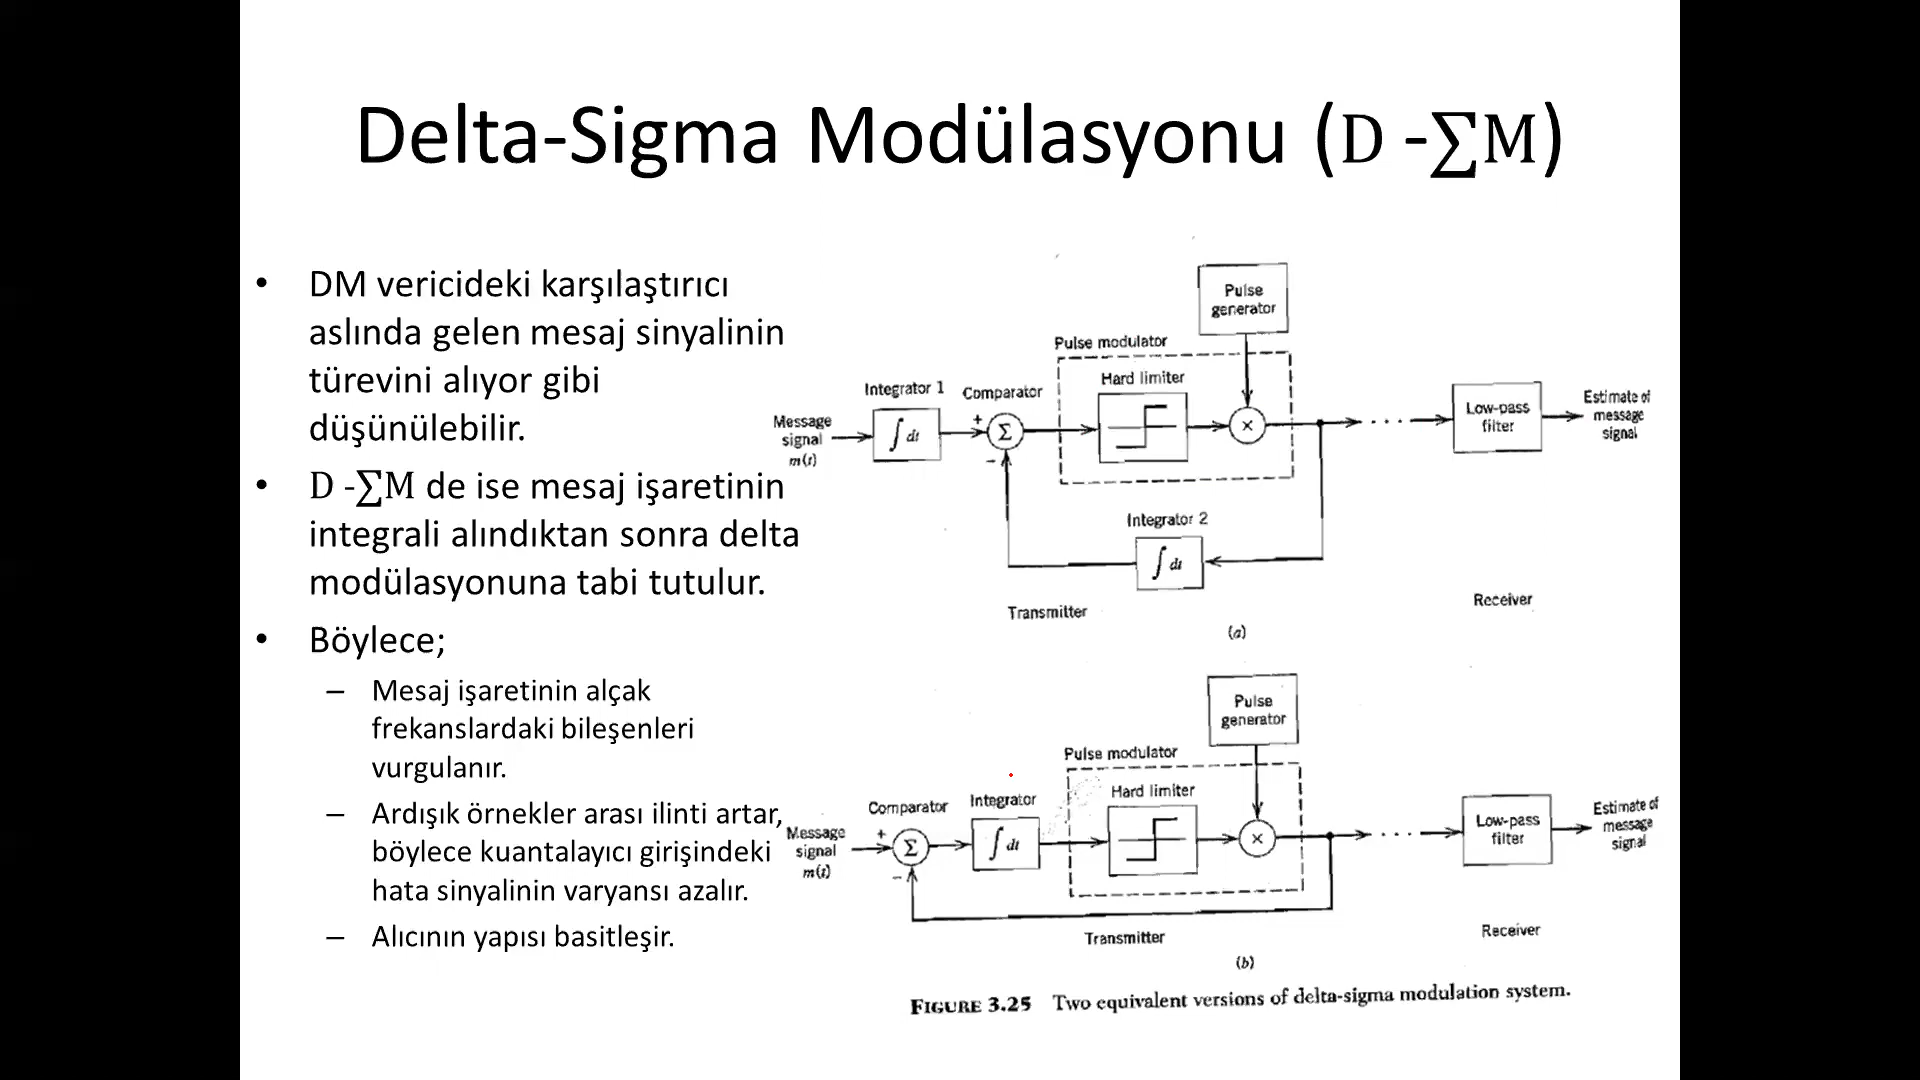 Delta-Sigma Modülasyonu (D -∑M)
• DM vericideki karşılaştırıcı
aslında gelen mesaj sinyalinin
türevini alıyor gibi
düşünülebilir.
• D -∑M de ise mesaj işaretinin
integrali alındıktan sonra delta
modülasyonuna tabi tutulur.
• Böylece;
– Mesaj işaretinin alçak
frekanslardaki bileşenleri
vurgulanır.
– Ardışık örnekler arası ilinti artar,
böylece kuantalayıcı girişindeki
hata sinyalinin varyansı azalır.
– Alıcının yapısı basitleşir.
Pulse
generator
Pulse modulator
Integrator 1
Comparator
Hard limiter
Message
signal
m(t)
+
∫ dt
Σ
−
×
. . .
Low-pass
filter
Estimate of
message
signal
Integrator 2
∫ dt
Transmitter
Receiver
(a)
Pulse
generator
Pulse modulator
Comparator
Integrator
Hard limiter
Message
signal
m(t)
+
Σ
−
∫ dt
×
. . .
Low-pass
filter
Estimate of
message
signal
Transmitter
Receiver
(b)
FIGURE 3.25 Two equivalent versions of delta-sigma modulation system.